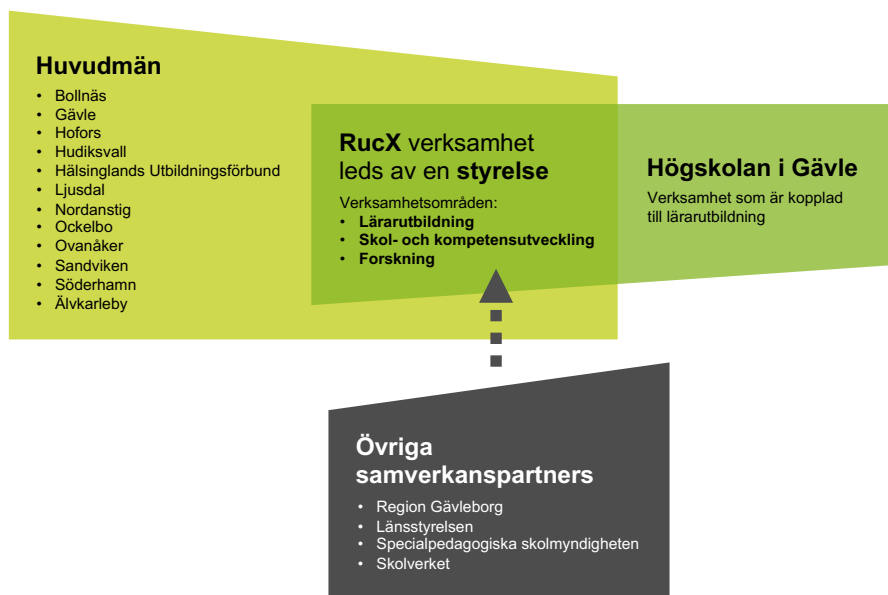 Huvudmän
• Bollnäs
• Gävle
• Hofors
• Hudiksvall
• Hälsinglands Utbildningsförbund
• Ljusdal
• Nordanstig
• Ockelbo
• Ovanåker
• Sandviken
• Söderhamn
• Älvkarleby
RucX verksamhet
leds av en styrelse
Verksamhetsområden:
• Lärarutbildning
• Skol- och kompetensutveckling
• Forskning
Högskolan i Gävle
Verksamhet som är kopplad
till lärarutbildning
Övriga
samverkanspartners
• Region Gävleborg
• Länsstyrelsen
• Specialpedagogiska skolmyndigheten
• Skolverket